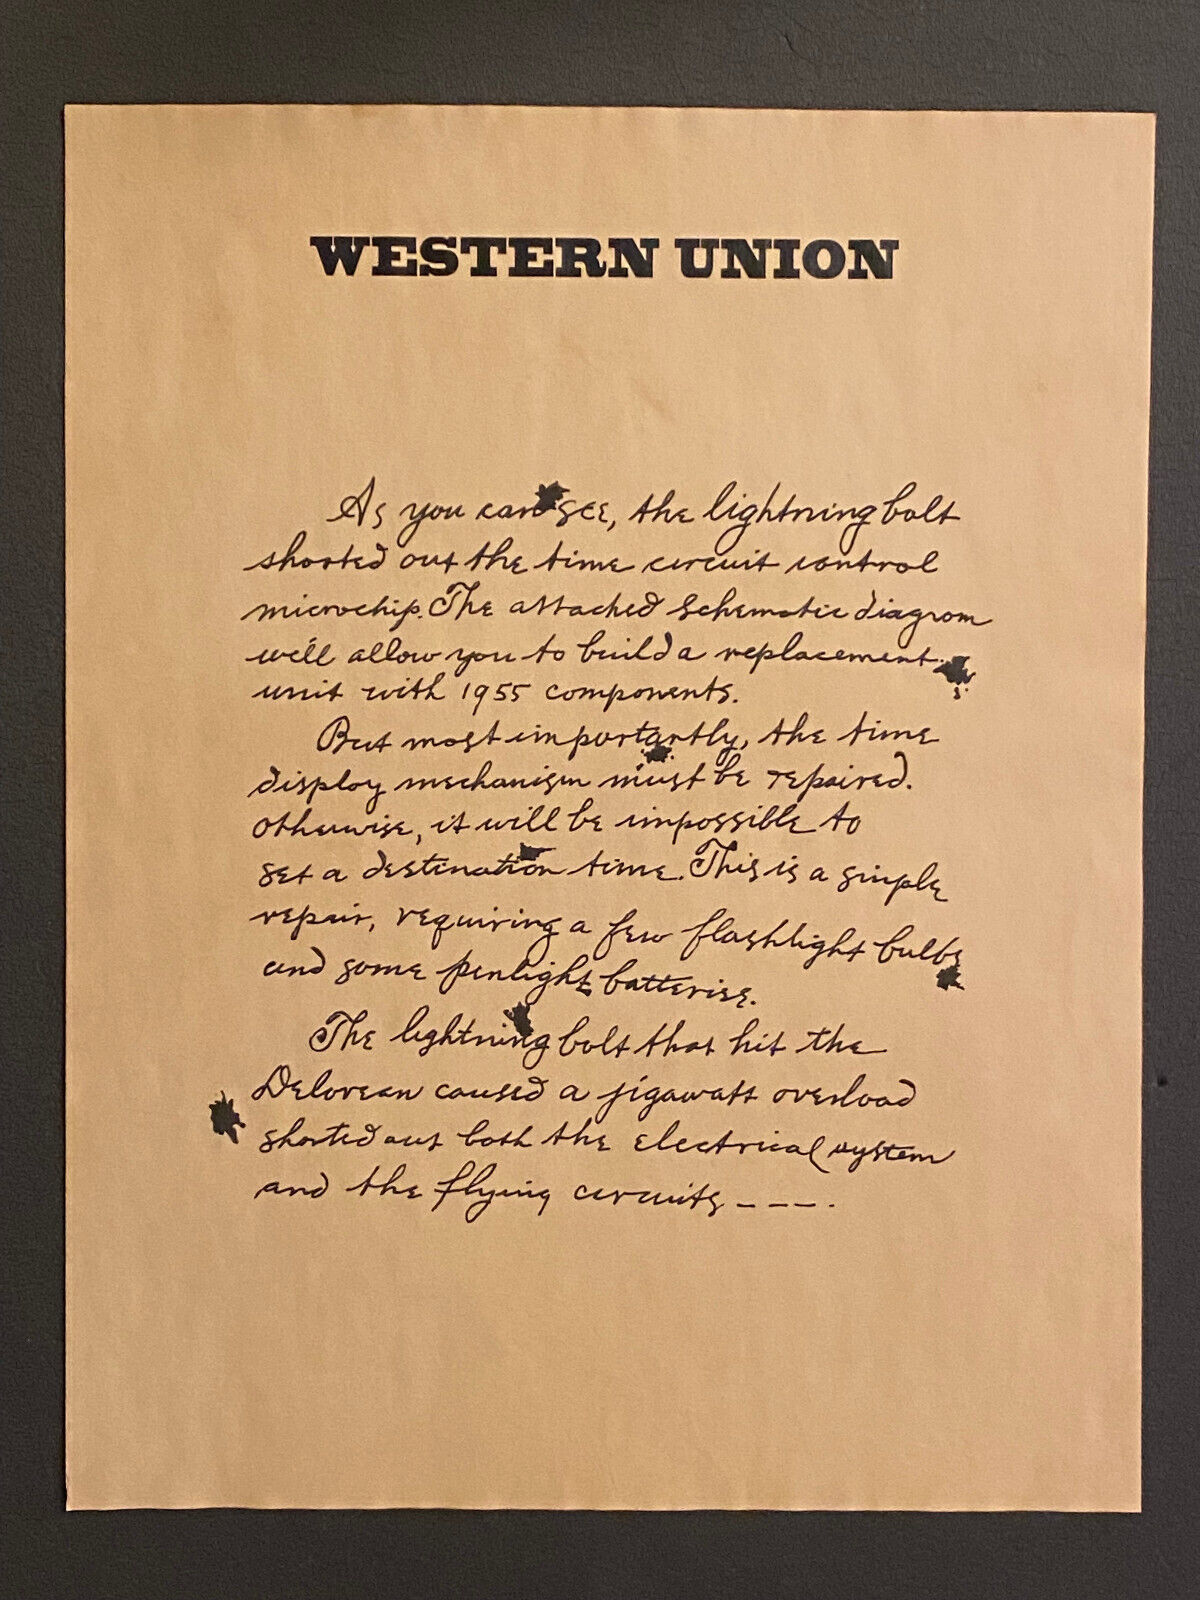 WESTERN UNION
As you can see, the lightning bolt
shorted out the time circuit control
microchip. The attached schematic diagram
will allow you to build a replacement
unit with 1955 components.
But most importantly, the time
display mechanism must be repaired.
Otherwise, it will be impossible to
set a destination time. This is a simple
repair, requiring a few flashlight bulbs
and some penlight batteries.
The lightning bolt that hit the
Delorean caused a jigawatt overload
shorted out both the electrical system
and the flying circuits ---.